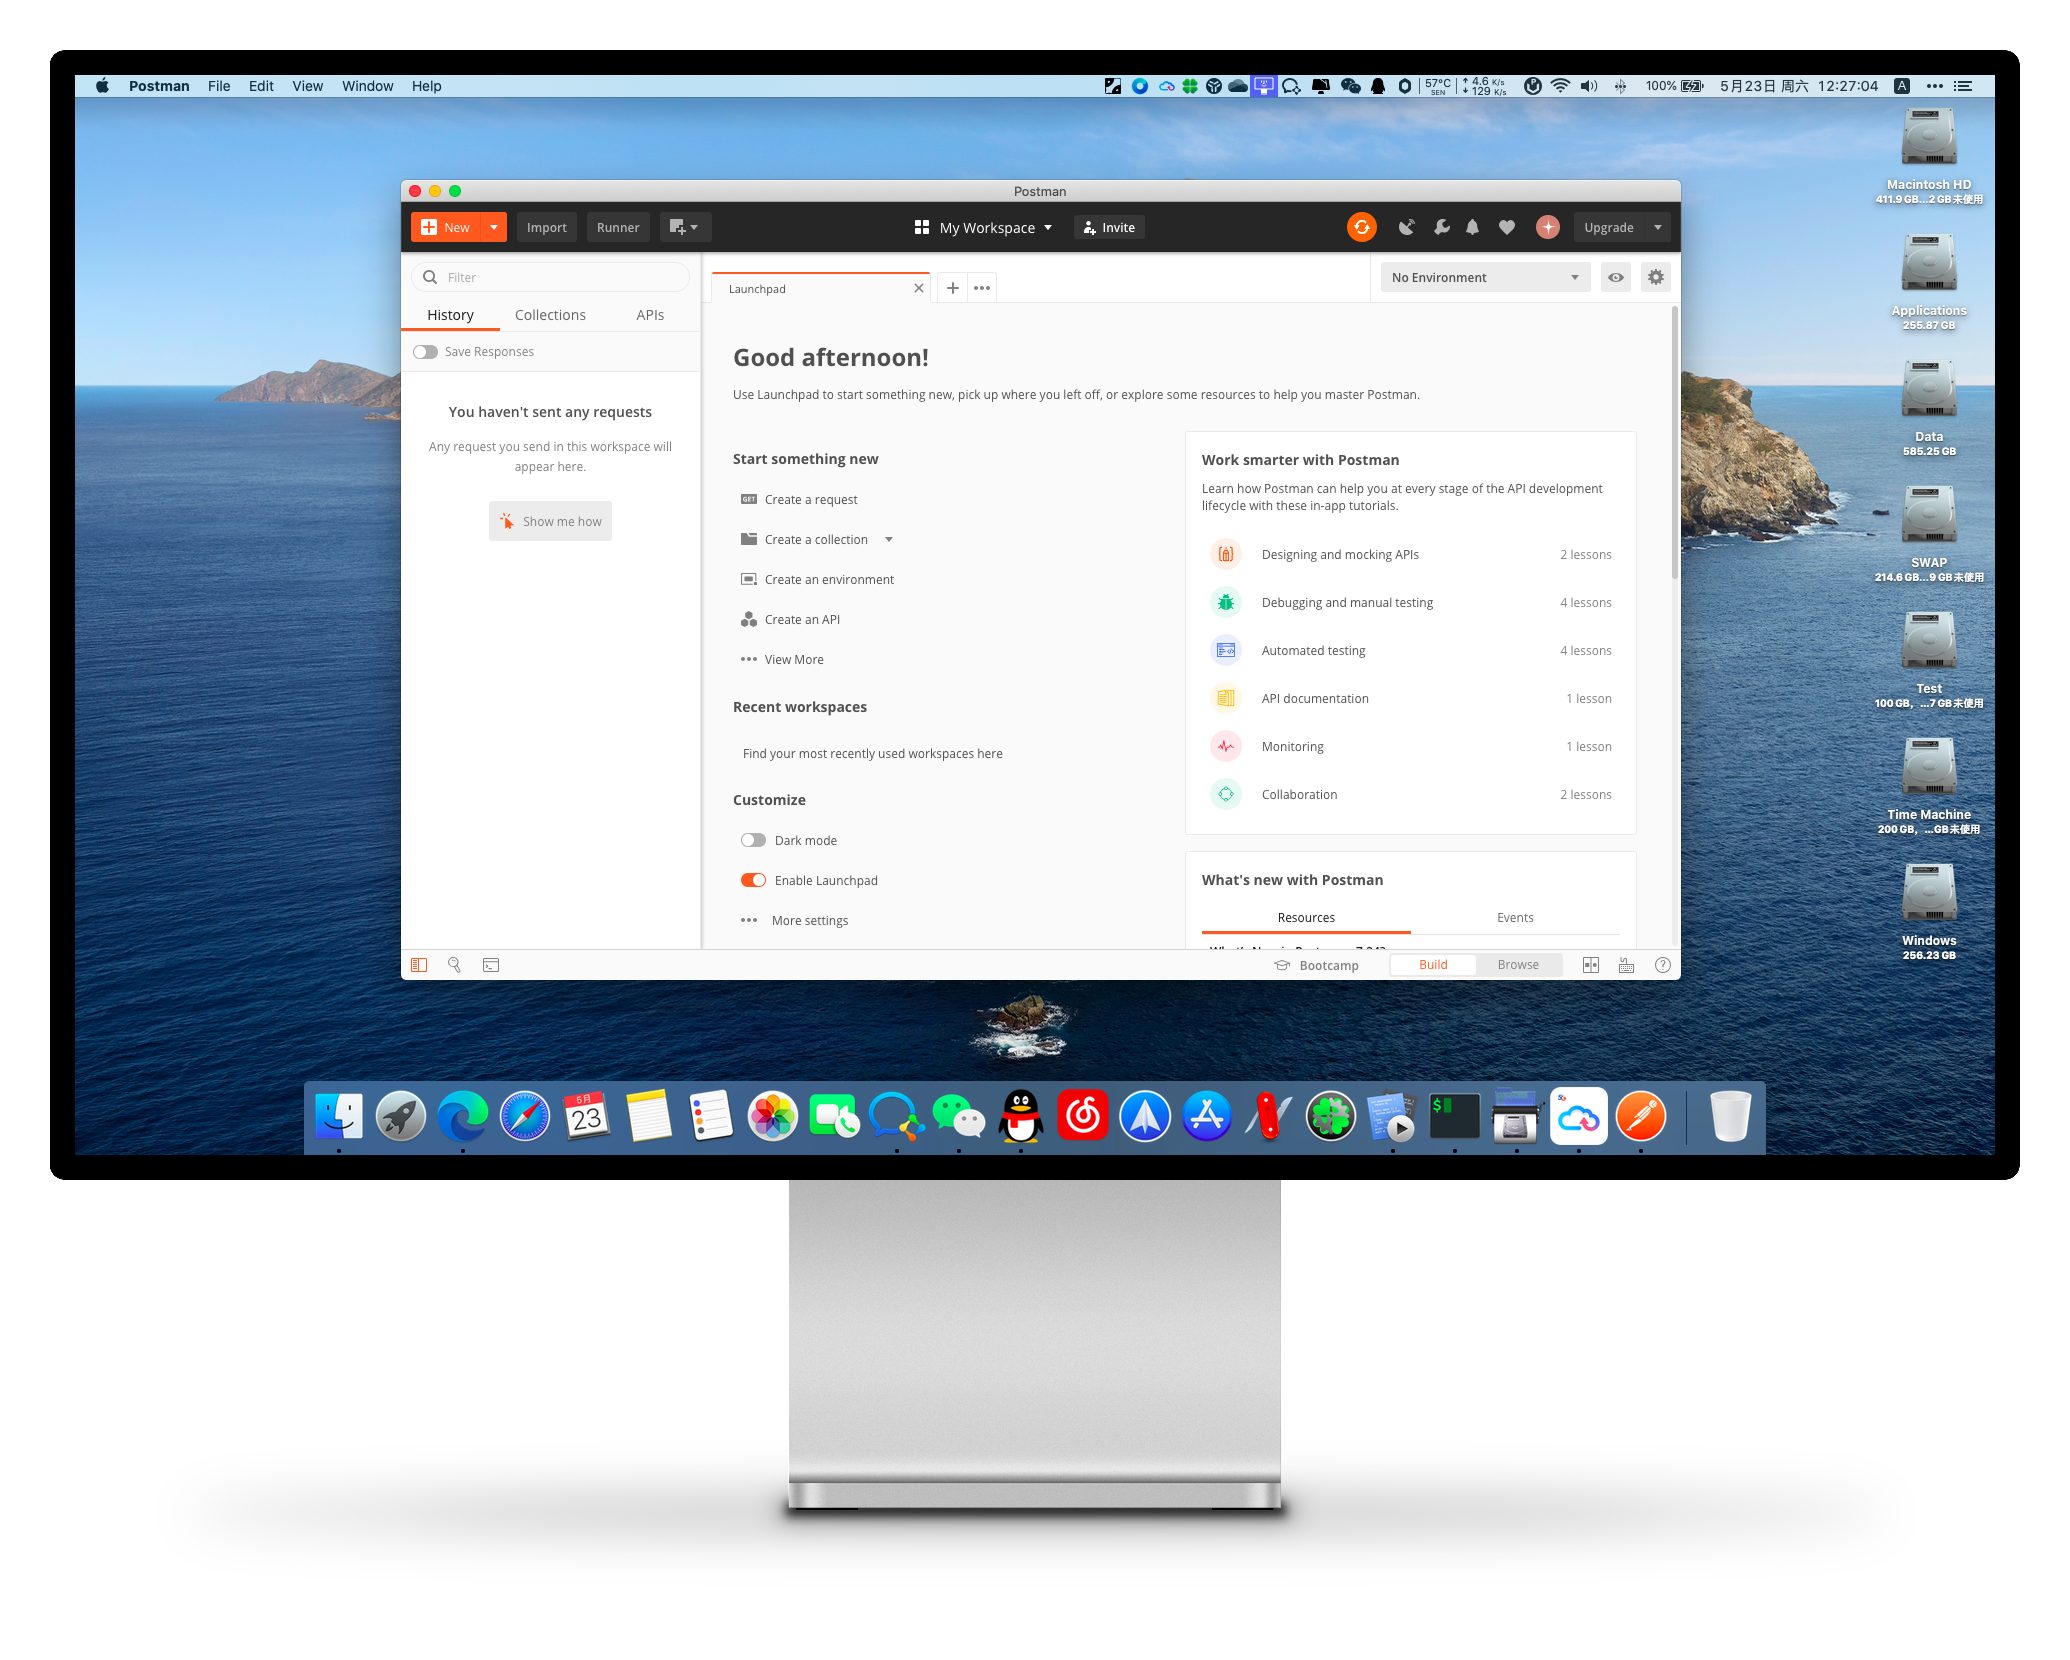 Postman File Edit View Window Help
57°C SEN
4.6 K/s
129 K/s
100%
5月23日 周六 12:27:04
A
Macintosh HD
411.9 GB...2 GB 未使用
Applications
255.87 GB
Data
585.25 GB
SWAP
214.6 GB...9 GB 未使用
Test
100 GB, ...7 GB 未使用
Time Machine
200 GB, ...GB 未使用
Windows
256.23 GB
Postman
New Import Runner My Workspace Invite Upgrade
Filter
History Collections APIs
Save Responses
You haven't sent any requests
Any request you send in this workspace will
appear here.
Show me how
Launchpad
No Environment
Good afternoon!
Use Launchpad to start something new, pick up where you left off, or explore some resources to help you master Postman.
Start something new
GET Create a request
Create a collection
Create an environment
Create an API
View More
Recent workspaces
Find your most recently used workspaces here
Customize
Dark mode
Enable Launchpad
More settings
Work smarter with Postman
Learn how Postman can help you at every stage of the API development
lifecycle with these in-app tutorials.
Designing and mocking APIs 2 lessons
Debugging and manual testing 4 lessons
Automated testing 4 lessons
API documentation 1 lesson
Monitoring 1 lesson
Collaboration 2 lessons
What's new with Postman
Resources Events
Bootcamp Build Browse
5月
23
$